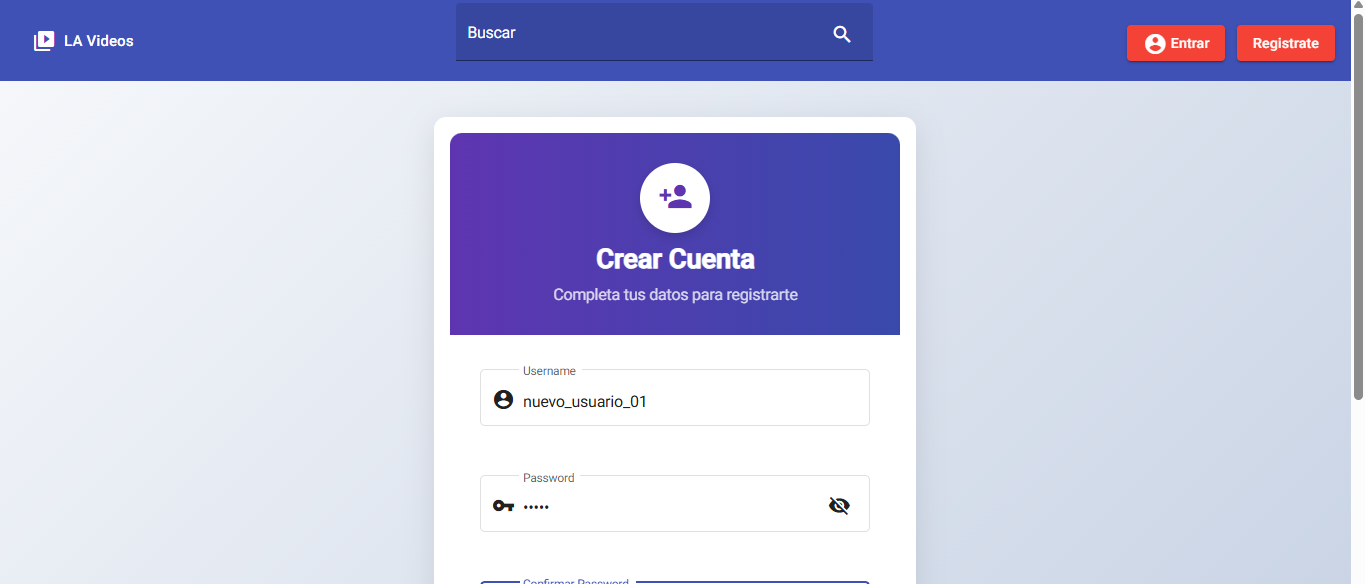 LA Videos
Buscar
Entrar
Registrate
Crear Cuenta
Completa tus datos para registrarte
Username
nuevo_usuario_01
Password
•••••
Confirmar Password